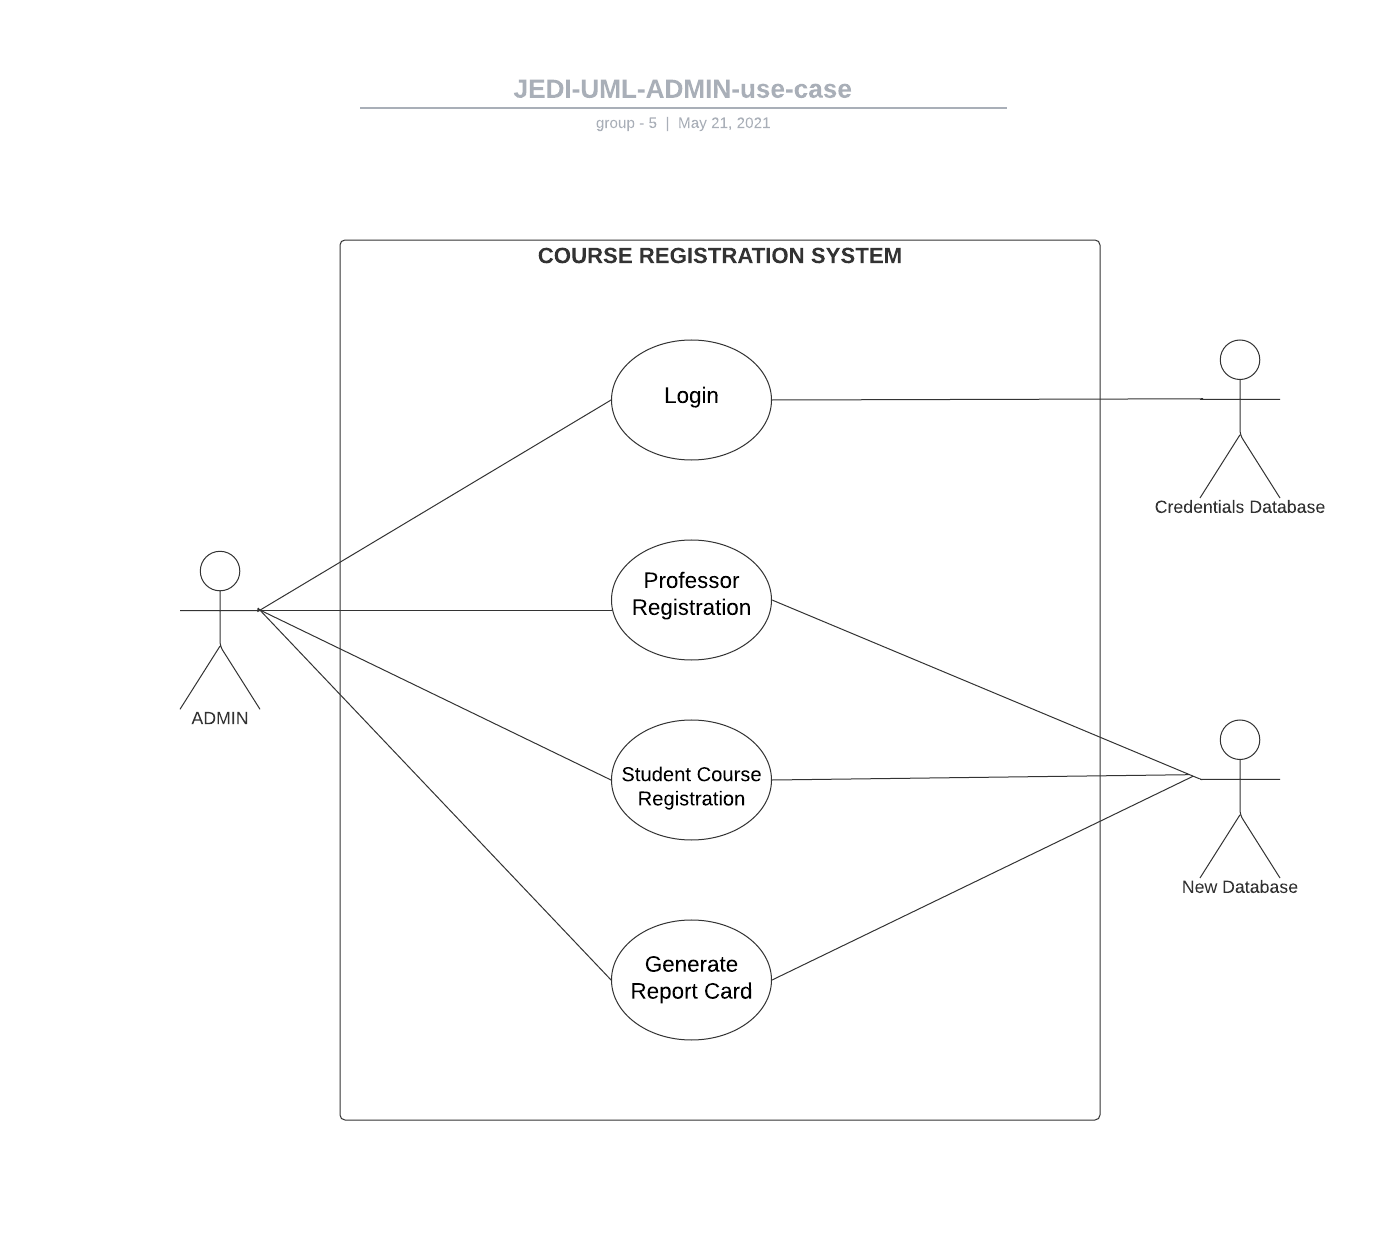 JEDI-UML-ADMIN-use-case
group - 5 | May 21, 2021
COURSE REGISTRATION SYSTEM
Login
Credentials Database
Professor
Registration
ADMIN
Student Course
Registration
New Database
Generate
Report Card